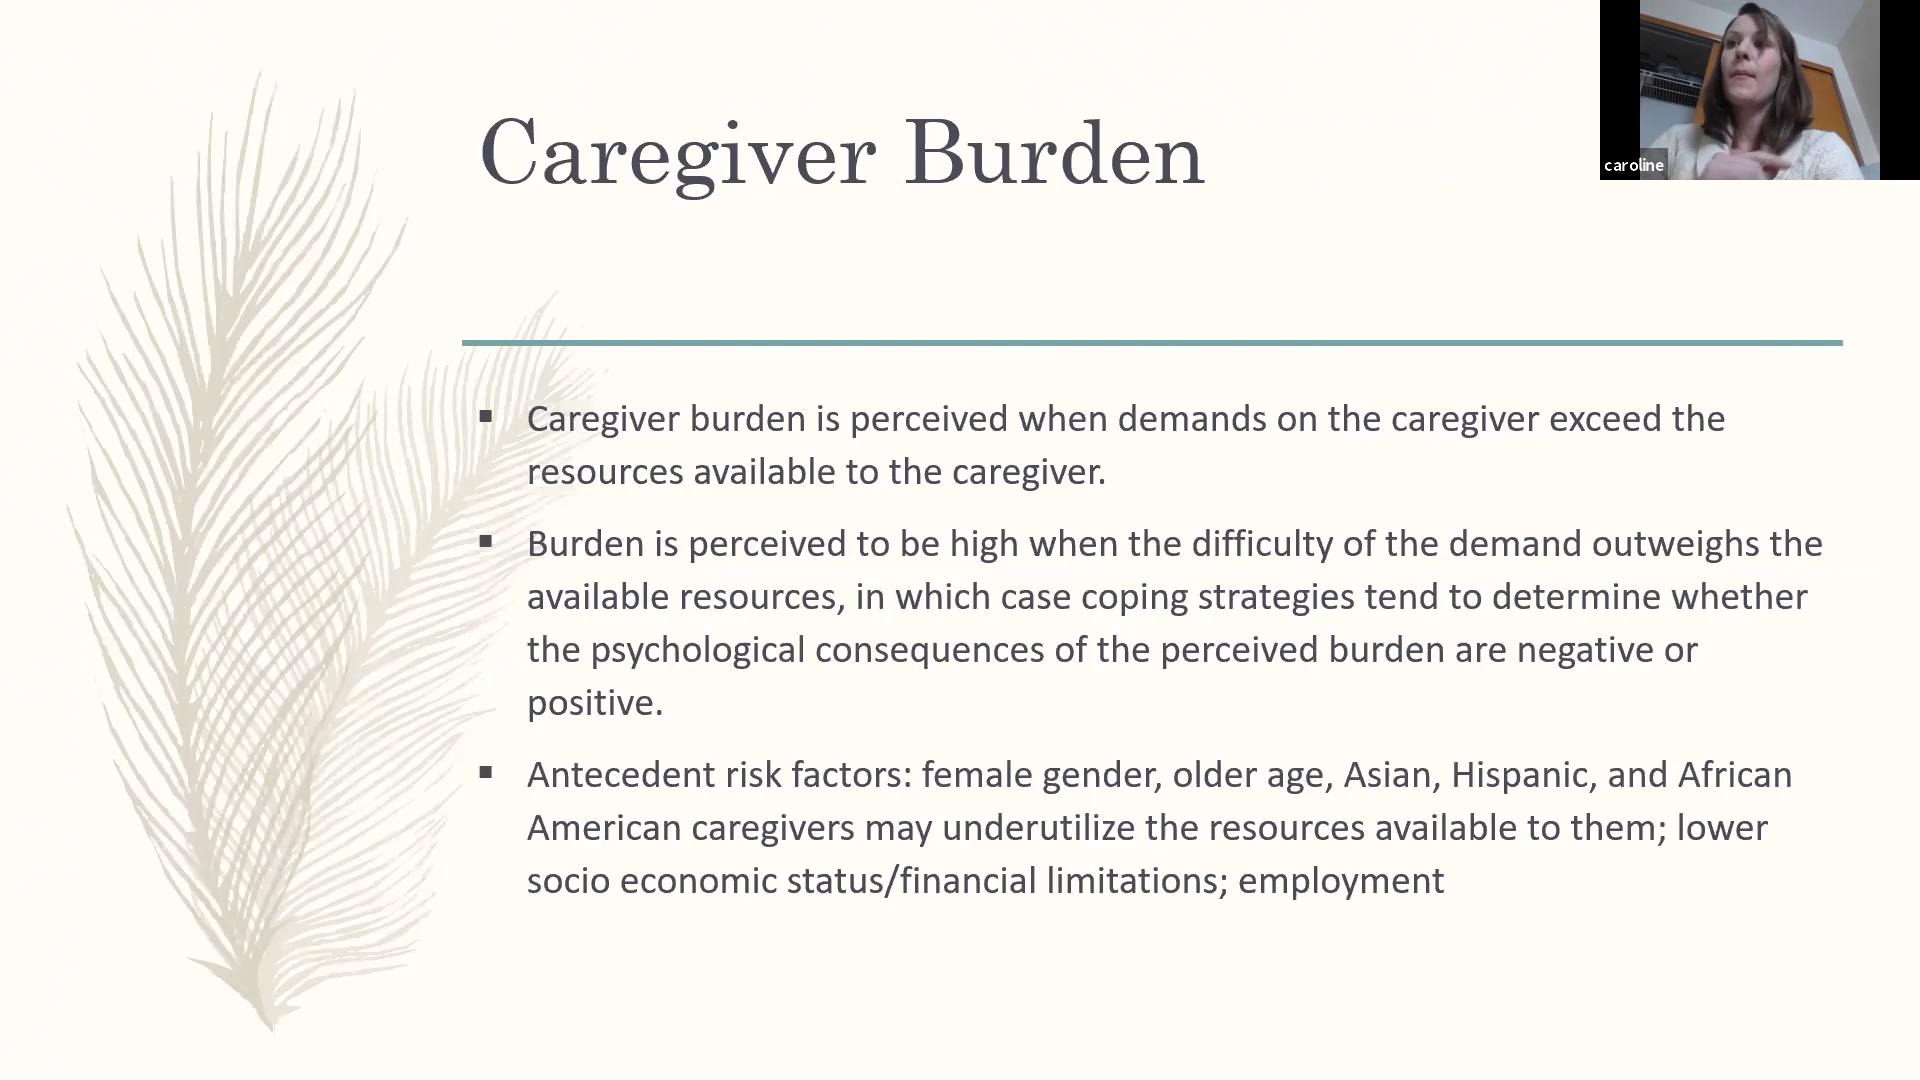 Caregiver Burden
caroline
▪ Caregiver burden is perceived when demands on the caregiver exceed the
resources available to the caregiver.
▪ Burden is perceived to be high when the difficulty of the demand outweighs the
available resources, in which case coping strategies tend to determine whether
the psychological consequences of the perceived burden are negative or
positive.
▪ Antecedent risk factors: female gender, older age, Asian, Hispanic, and African
American caregivers may underutilize the resources available to them; lower
socio economic status/financial limitations; employment